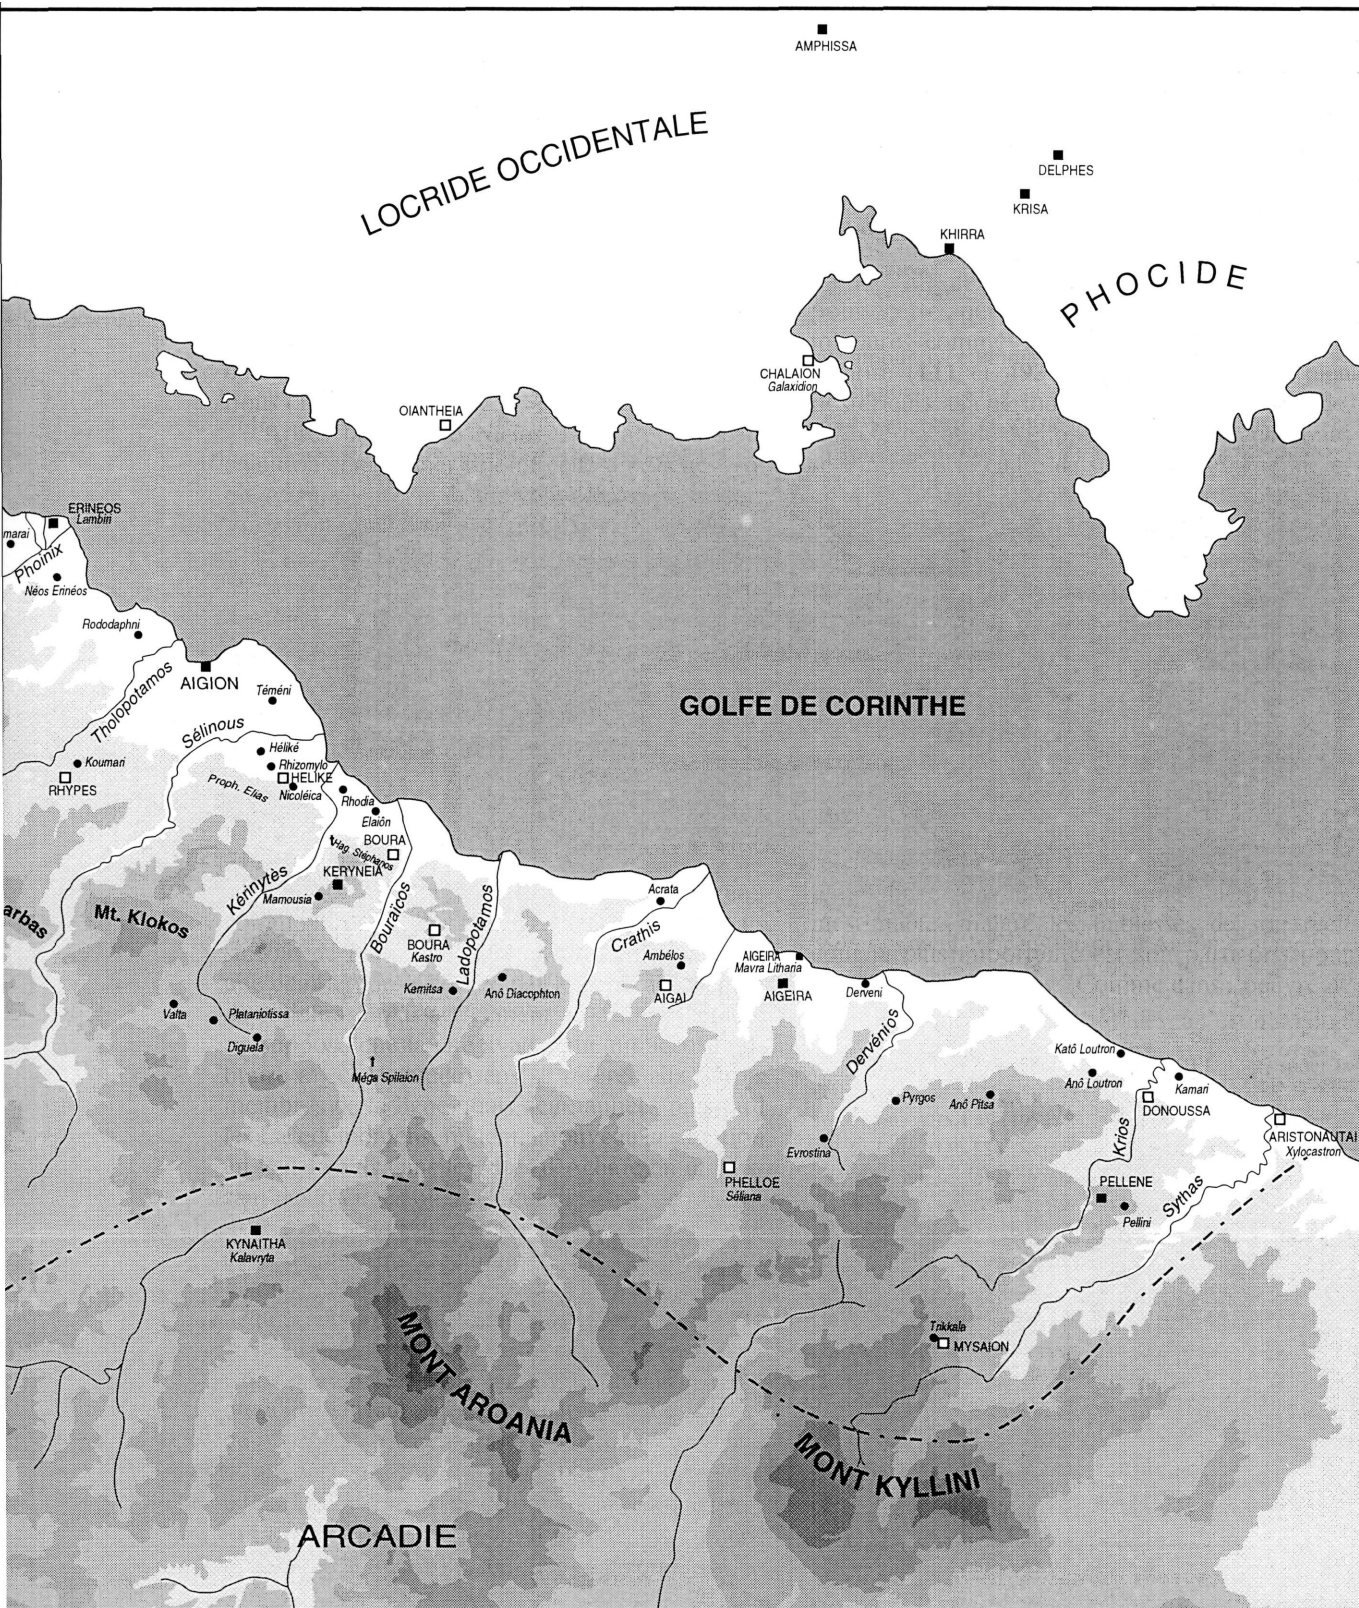 AMPHISSA
LOCRIDE OCCIDENTALE
DELPHES
KRISA
KHIRRA
PHOCIDE
CHALAION
Galaxidion
OIANTHEIA
ERINEOS
Lambiri
marai
Phoinix
Néos Erinéos
Rododaphni
AIGION
Tholopotamos
Téméni
GOLFE DE CORINTHE
Sélinous
Héliké
Koumari
Rhizomylo
RHYPES
HELIKE
Proph. Elias
Nicoléica
Rhodia
Elaiôn
BOURA
Hag. Stéphanos
KERYNEIA
Kérinytès
Mamousia
arbas
Mt. Klokos
Bouraicos
BOURA
Kastro
Ladopotamos
Acrata
Crathis
Ambélos
AIGAI
AIGEIRA
Mavra Litharia
AIGEIRA
Derveni
Kernitsa
Anô Diacophton
Valta
Plataniotissa
Diguela
Méga Spilaion
Dervénios
Katô Loutron
Anô Loutron
Kamari
Pyrgos
Anô Pitsa
DONOUSSA
Krios
ARISTONAUTAI
Xylocastron
Evrostina
PHELLOE
Séliana
PELLENE
Pellini
Sythas
KYNAITHA
Kalavryta
Trikkala
MYSAION
MONT AROANIA
MONT KYLLINI
ARCADIE